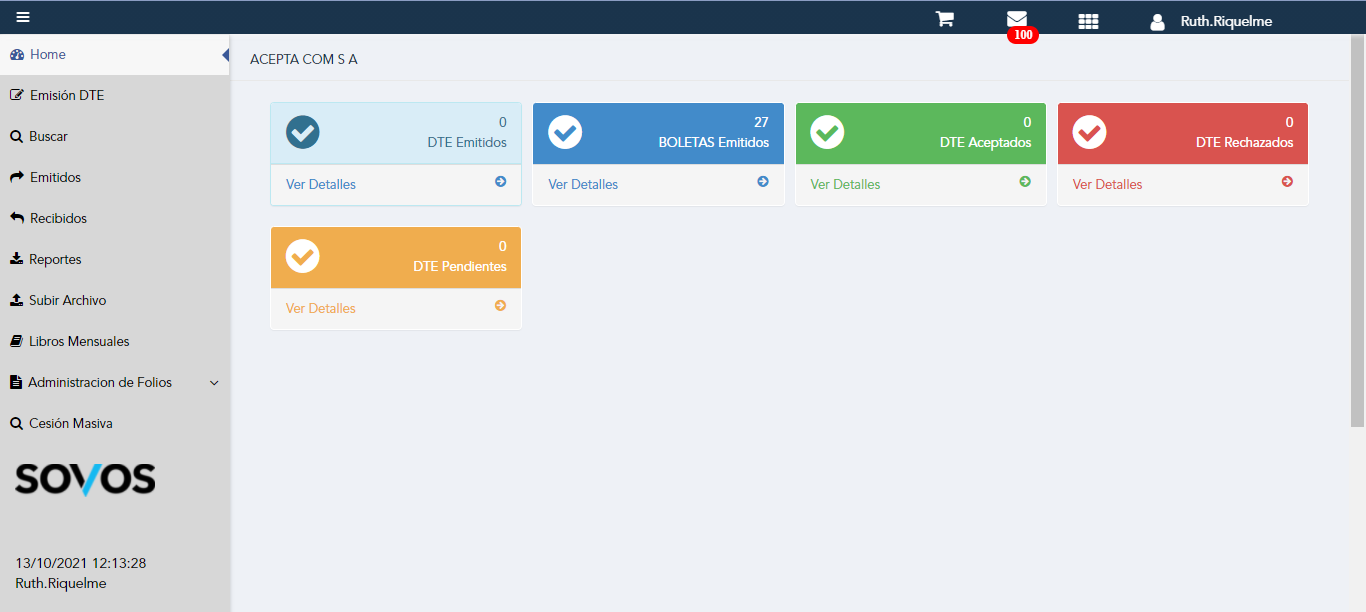 Ruth.Riquelme
100
Home
ACEPTA COM S A
Emisión DTE
Buscar
Emitidos
Recibidos
Reportes
Subir Archivo
Libros Mensuales
Administracion de Folios
Cesión Masiva
SOVOS
13/10/2021 12:13:28
Ruth.Riquelme
0
DTE Emitidos
Ver Detalles
27
BOLETAS Emitidos
Ver Detalles
0
DTE Aceptados
Ver Detalles
0
DTE Rechazados
Ver Detalles
0
DTE Pendientes
Ver Detalles